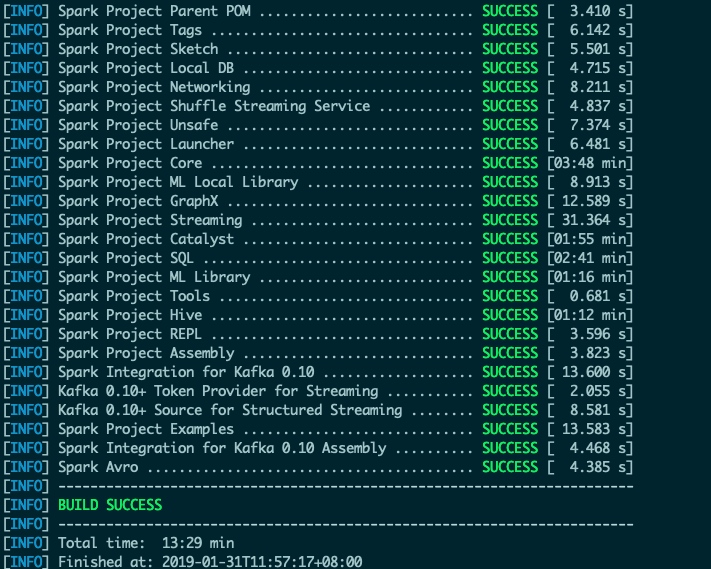 [INFO] Spark Project Parent POM ........................... SUCCESS [  3.410 s]
[INFO] Spark Project Tags ................................. SUCCESS [  6.142 s]
[INFO] Spark Project Sketch ............................... SUCCESS [  5.501 s]
[INFO] Spark Project Local DB ............................. SUCCESS [  4.715 s]
[INFO] Spark Project Networking ........................... SUCCESS [  8.211 s]
[INFO] Spark Project Shuffle Streaming Service ............ SUCCESS [  4.837 s]
[INFO] Spark Project Unsafe ............................... SUCCESS [  7.374 s]
[INFO] Spark Project Launcher ............................. SUCCESS [  6.481 s]
[INFO] Spark Project Core ................................. SUCCESS [03:48 min]
[INFO] Spark Project ML Local Library ..................... SUCCESS [  8.913 s]
[INFO] Spark Project GraphX ............................... SUCCESS [ 12.589 s]
[INFO] Spark Project Streaming ............................ SUCCESS [ 31.364 s]
[INFO] Spark Project Catalyst ............................. SUCCESS [01:55 min]
[INFO] Spark Project SQL .................................. SUCCESS [02:41 min]
[INFO] Spark Project ML Library ........................... SUCCESS [01:16 min]
[INFO] Spark Project Tools ................................ SUCCESS [  0.681 s]
[INFO] Spark Project Hive ................................. SUCCESS [01:12 min]
[INFO] Spark Project REPL ................................. SUCCESS [  3.596 s]
[INFO] Spark Project Assembly ............................. SUCCESS [  3.823 s]
[INFO] Spark Integration for Kafka 0.10 ................... SUCCESS [ 13.600 s]
[INFO] Kafka 0.10+ Token Provider for Streaming ........... SUCCESS [  2.055 s]
[INFO] Kafka 0.10+ Source for Structured Streaming ........ SUCCESS [  8.581 s]
[INFO] Spark Project Examples ............................. SUCCESS [ 13.583 s]
[INFO] Spark Integration for Kafka 0.10 Assembly .......... SUCCESS [  4.468 s]
[INFO] Spark Avro ......................................... SUCCESS [  4.385 s]
[INFO] ------------------------------------------------------------------------
[INFO] BUILD SUCCESS
[INFO] ------------------------------------------------------------------------
[INFO] Total time:  13:29 min
[INFO] Finished at: 2019-01-31T11:57:17+08:00